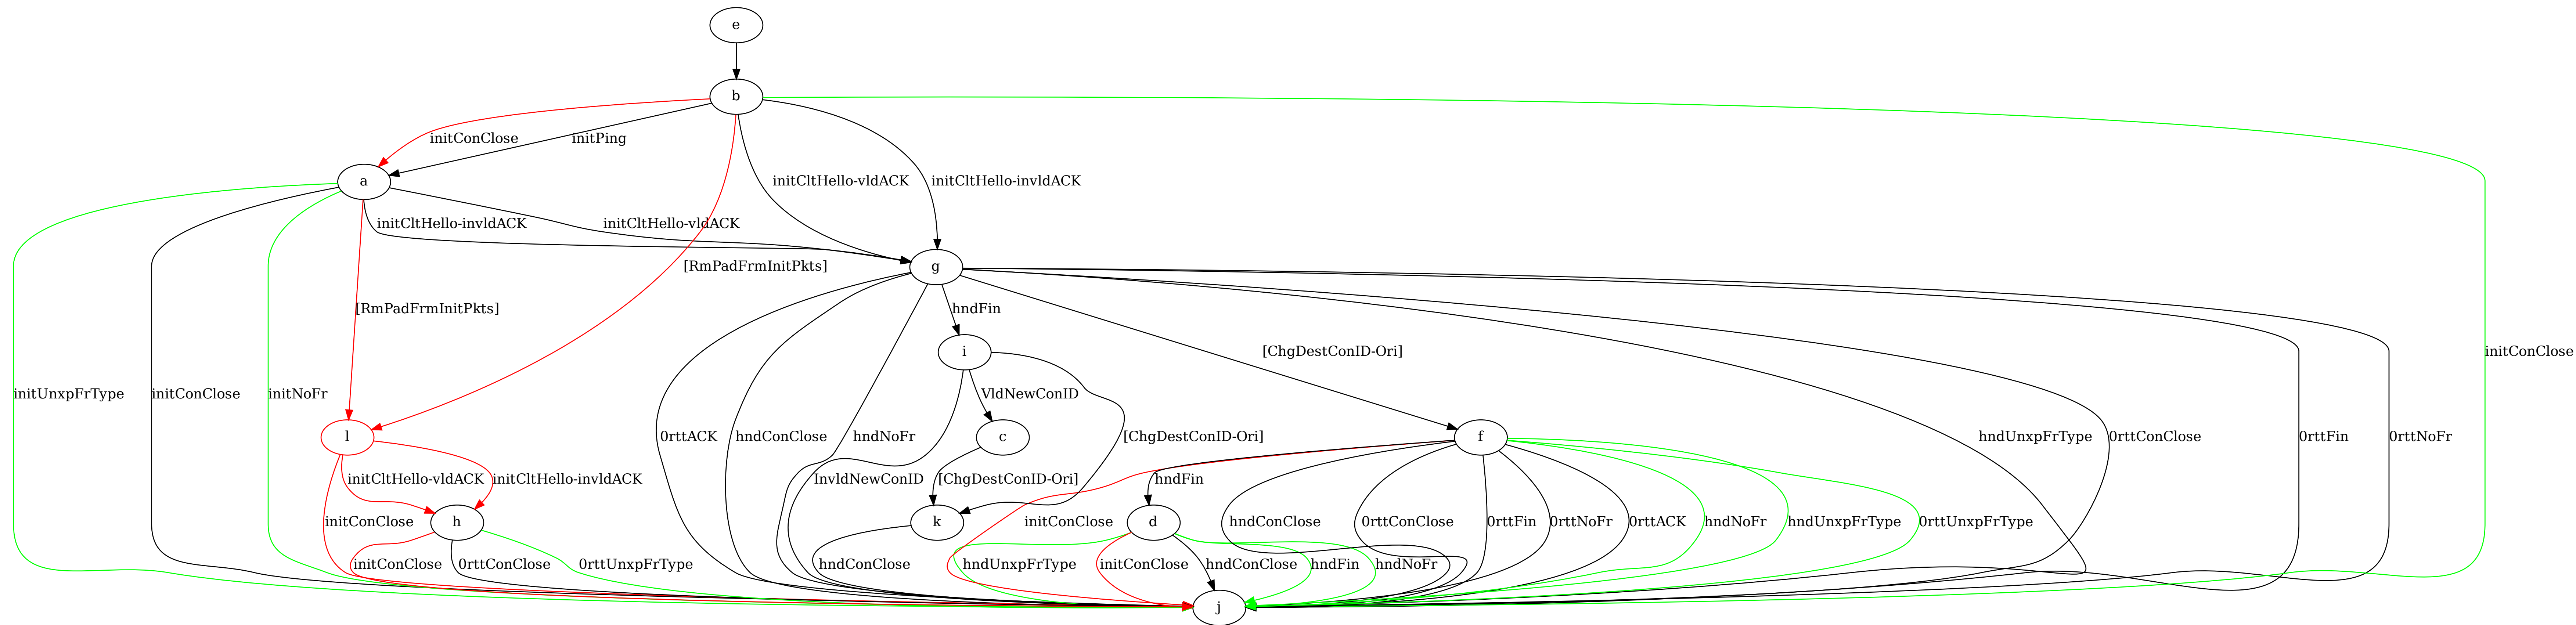 e
b
initConClose
initPing
a
initCltHello-vldACK
initCltHello-invldACK
initCltHello-invldACK
initCltHello-vldACK
[RmPadFrmInitPkts]
g
[RmPadFrmInitPkts]
hndFin
i
[ChgDestConID-Ori]
initConClose
initUnxpFrType
initConClose
initNoFr
VldNewConID
l
0rttACK
hndConClose
hndNoFr
c
[ChgDestConID-Ori]
f
hndUnxpFrType
0rttConClose
0rttFin
0rttNoFr
initCltHello-vldACK
initCltHello-invldACK
InvldNewConID
[ChgDestConID-Ori]
hndFin
initConClose
h
k
initConClose
d
hndConClose
0rttConClose
0rttFin
0rttNoFr
0rttACK
hndNoFr
hndUnxpFrType
0rttUnxpFrType
initConClose
0rttConClose
0rttUnxpFrType
hndConClose
hndUnxpFrType
initConClose
hndConClose
hndFin
hndNoFr
j